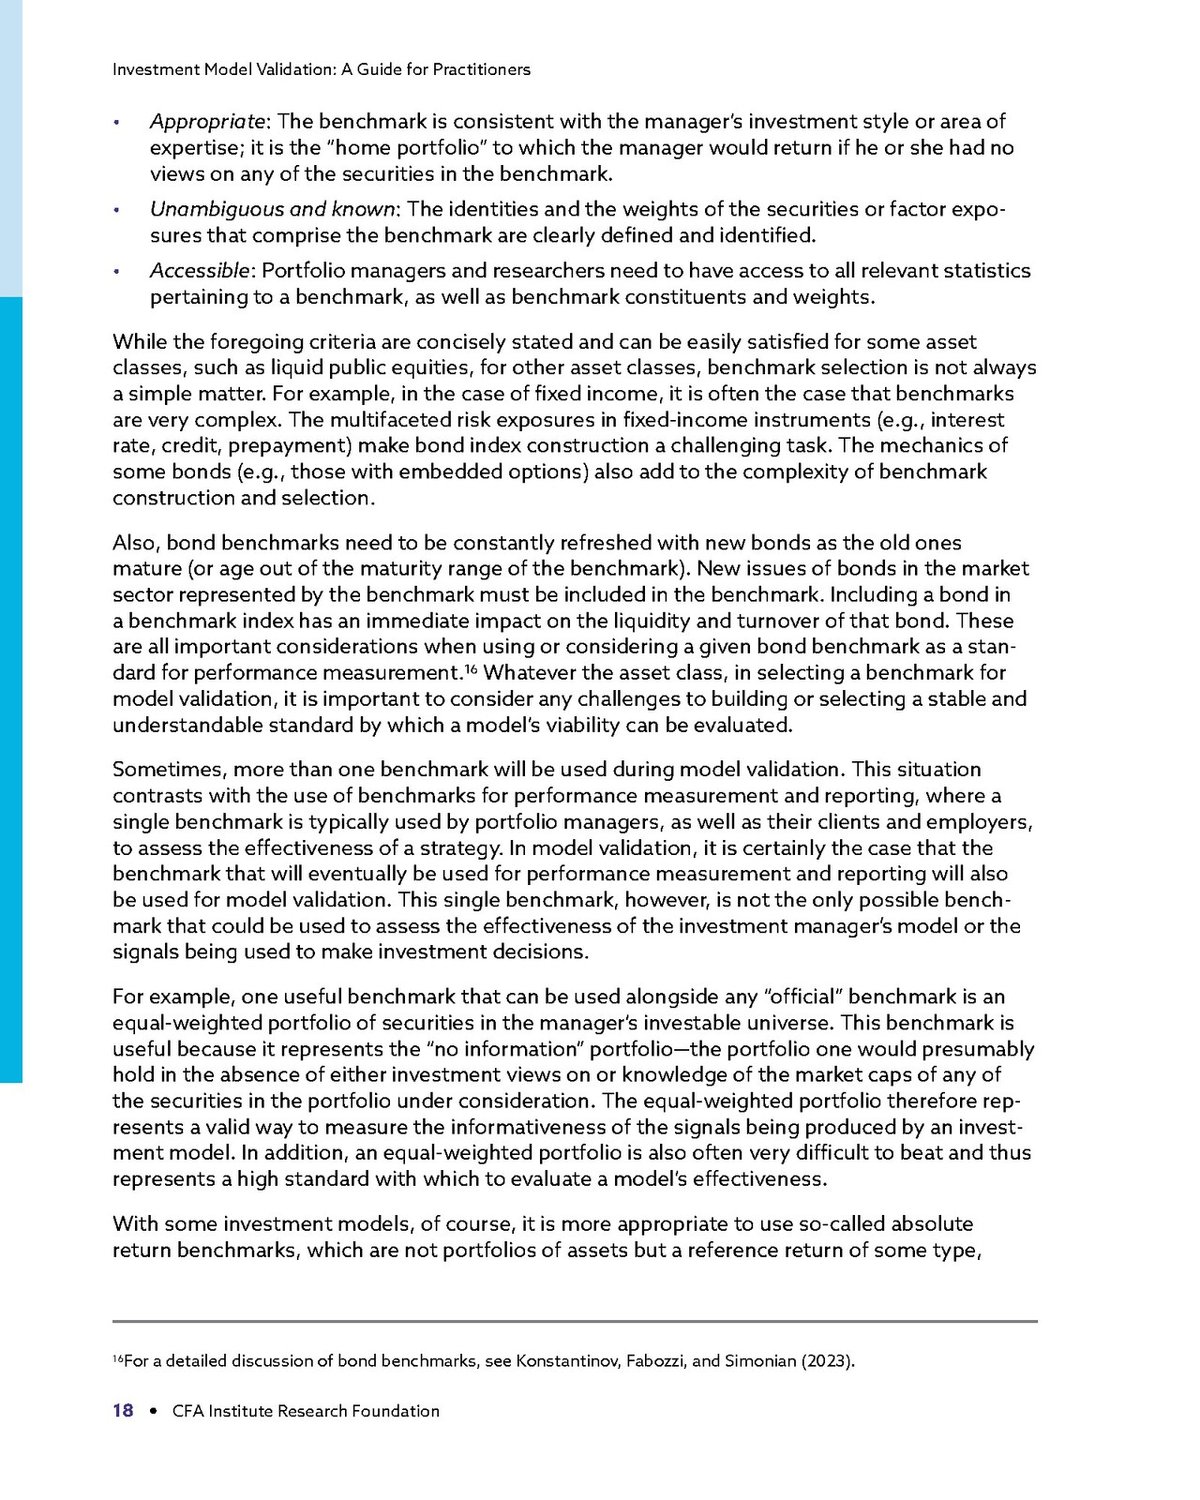 Investment Model Validation: A Guide for Practitioners
• Appropriate: The benchmark is consistent with the manager’s investment style or area of
expertise; it is the “home portfolio” to which the manager would return if he or she had no
views on any of the securities in the benchmark.
• Unambiguous and known: The identities and the weights of the securities or factor expo-
sures that comprise the benchmark are clearly defined and identified.
• Accessible: Portfolio managers and researchers need to have access to all relevant statistics
pertaining to a benchmark, as well as benchmark constituents and weights.
While the foregoing criteria are concisely stated and can be easily satisfied for some asset
classes, such as liquid public equities, for other asset classes, benchmark selection is not always
a simple matter. For example, in the case of fixed income, it is often the case that benchmarks
are very complex. The multifaceted risk exposures in fixed-income instruments (e.g., interest
rate, credit, prepayment) make bond index construction a challenging task. The mechanics of
some bonds (e.g., those with embedded options) also add to the complexity of benchmark
construction and selection.
Also, bond benchmarks need to be constantly refreshed with new bonds as the old ones
mature (or age out of the maturity range of the benchmark). New issues of bonds in the market
sector represented by the benchmark must be included in the benchmark. Including a bond in
a benchmark index has an immediate impact on the liquidity and turnover of that bond. These
are all important considerations when using or considering a given bond benchmark as a stan-
dard for performance measurement.¹⁶ Whatever the asset class, in selecting a benchmark for
model validation, it is important to consider any challenges to building or selecting a stable and
understandable standard by which a model’s viability can be evaluated.
Sometimes, more than one benchmark will be used during model validation. This situation
contrasts with the use of benchmarks for performance measurement and reporting, where a
single benchmark is typically used by portfolio managers, as well as their clients and employers,
to assess the effectiveness of a strategy. In model validation, it is certainly the case that the
benchmark that will eventually be used for performance measurement and reporting will also
be used for model validation. This single benchmark, however, is not the only possible bench-
mark that could be used to assess the effectiveness of the investment manager’s model or the
signals being used to make investment decisions.
For example, one useful benchmark that can be used alongside any “official” benchmark is an
equal-weighted portfolio of securities in the manager’s investable universe. This benchmark is
useful because it represents the “no information” portfolio—the portfolio one would presumably
hold in the absence of either investment views on or knowledge of the market caps of any of
the securities in the portfolio under consideration. The equal-weighted portfolio therefore rep-
resents a valid way to measure the informativeness of the signals being produced by an invest-
ment model. In addition, an equal-weighted portfolio is also often very difficult to beat and thus
represents a high standard with which to evaluate a model’s effectiveness.
With some investment models, of course, it is more appropriate to use so-called absolute
return benchmarks, which are not portfolios of assets but a reference return of some type,
¹⁶For a detailed discussion of bond benchmarks, see Konstantinov, Fabozzi, and Simonian (2023).
18 • CFA Institute Research Foundation